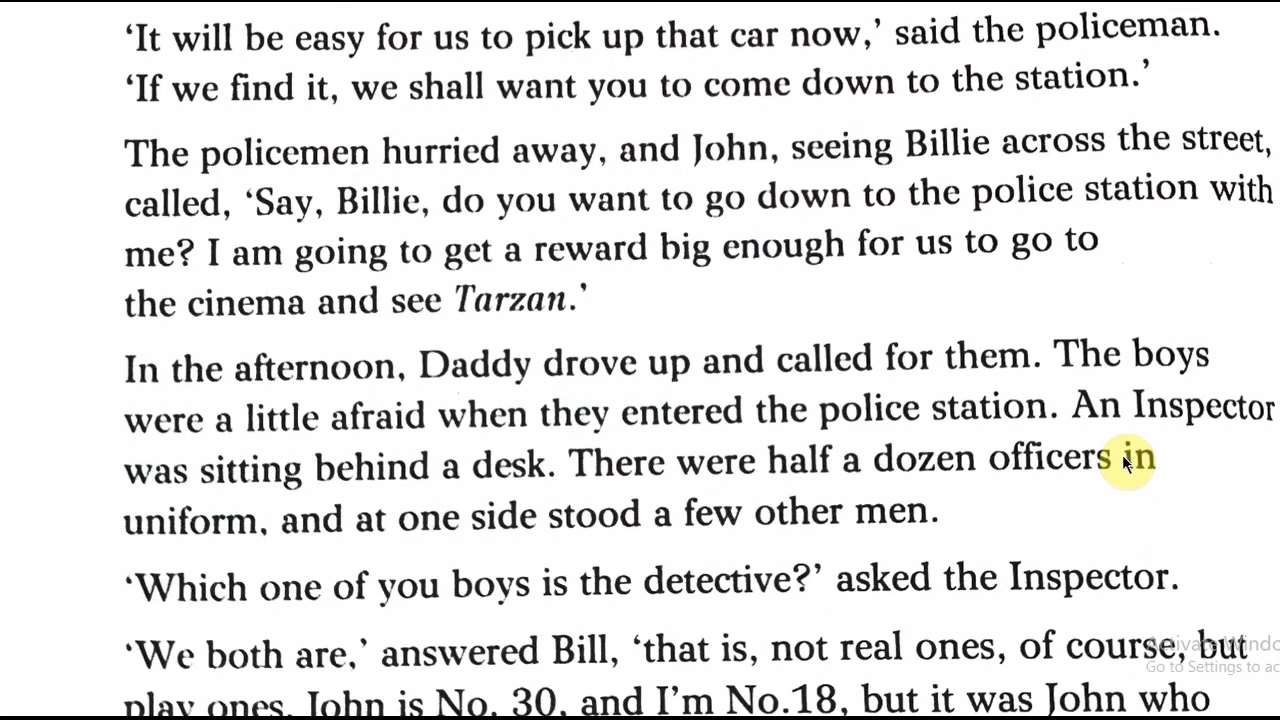 ‘It will be easy for us to pick up that car now,’ said the policeman.
‘If we find it, we shall want you to come down to the station.’
The policemen hurried away, and John, seeing Billie across the street,
called, ‘Say, Billie, do you want to go down to the police station with
me? I am going to get a reward big enough for us to go to
the cinema and see Tarzan.’
In the afternoon, Daddy drove up and called for them. The boys
were a little afraid when they entered the police station. An Inspector
was sitting behind a desk. There were half a dozen officers in
uniform, and at one side stood a few other men.
‘Which one of you boys is the detective?’ asked the Inspector.
‘We both are,’ answered Bill, ‘that is, not real ones, of course, but
play ones. John is No. 30, and I’m No.18, but it was John who
Activate Windo
Go to Settings to ac